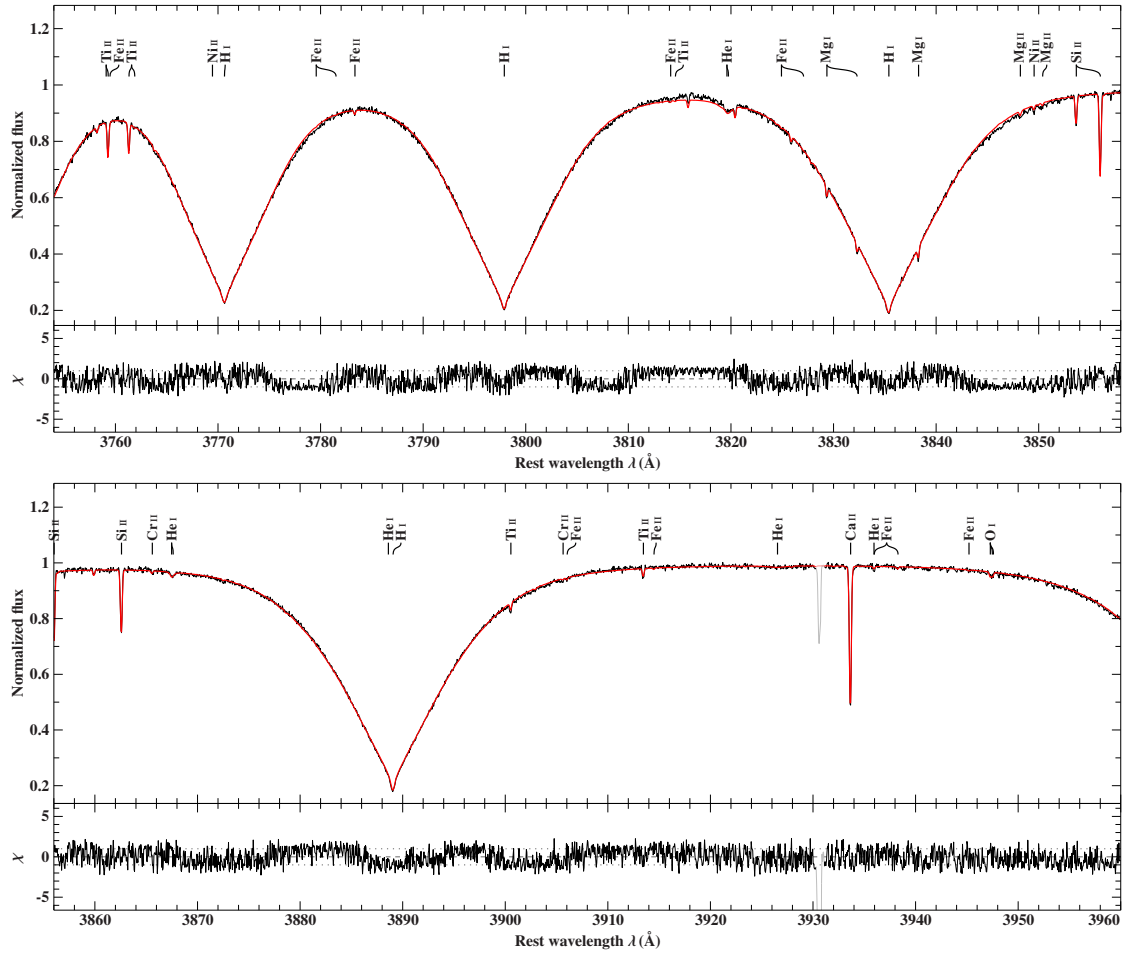 Ti II Fe II Ti II Ni II H I Fe II Fe II H I Fe II Ti II He I Fe II Mg I H I Mg I Mg II Ni II Mg II Si II
1.2
1
0.8
0.6
0.4
0.2
Normalized flux
5
0
-5
χ
3760 3770 3780 3790 3800 3810 3820 3830 3840 3850
Rest wavelength λ (Å)
Si II Si II Cr II He I He I H I Ti II Cr II Fe II Ti II Fe II He I Ca II He I Fe II Fe II O I
1.2
1
0.8
0.6
0.4
0.2
Normalized flux
5
0
-5
χ
3860 3870 3880 3890 3900 3910 3920 3930 3940 3950 3960
Rest wavelength λ (Å)